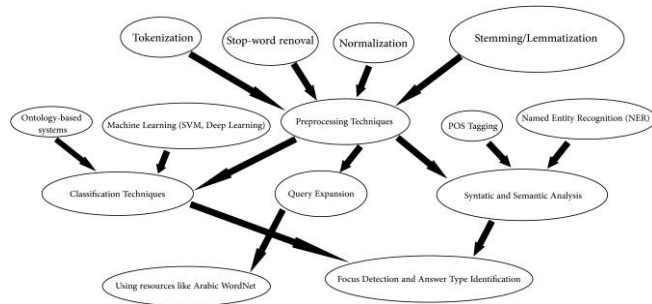 Tokenization
Stop-word renoval
Normalization
Stemming/Lemmatization
Ontology-based
systems
Machine Learning (SVM, Deep Learning)
Preprocessing Techniques
POS Tagging
Named Entity Recognition (NER)
Classification Techniques
Query Expansion
Syntatic and Semantic Analysis
Using resources like Arabic WordNet
Focus Detection and Answer Type Identification